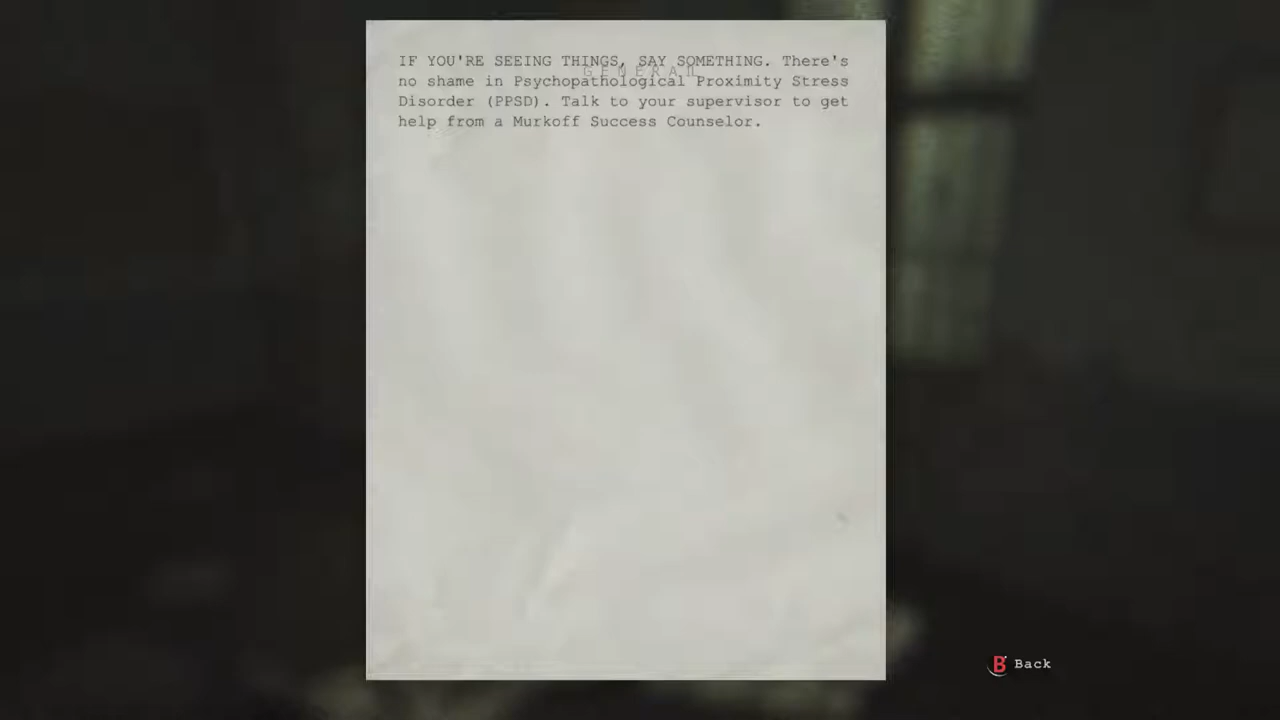 IF YOU'RE SEEING THINGS, SAY SOMETHING. There's
GENERAL
no shame in Psychopathological Proximity Stress
Disorder (PPSD). Talk to your supervisor to get
help from a Murkoff Success Counselor.
B Back